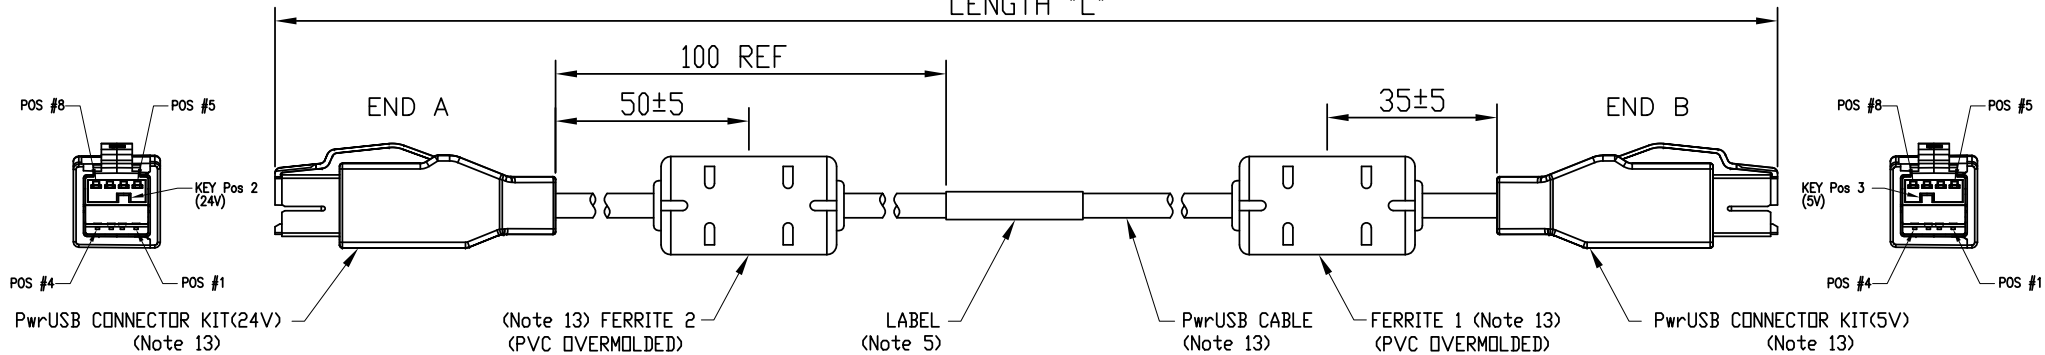 LENGTH "L"
100 REF
50±5
35±5
END A
END B
POS #8
POS #5
KEY Pos 2
(24V)
POS #4
POS #1
POS #8
POS #5
KEY Pos 3
(5V)
POS #4
POS #1
PwrUSB CONNECTOR KIT(24V)
(Note 13)
(Note 13) FERRITE 2
(PVC OVERMOLDED)
LABEL
(Note 5)
PwrUSB CABLE
(Note 13)
FERRITE 1 (Note 13)
(PVC OVERMOLDED)
PwrUSB CONNECTOR KIT(5V)
(Note 13)